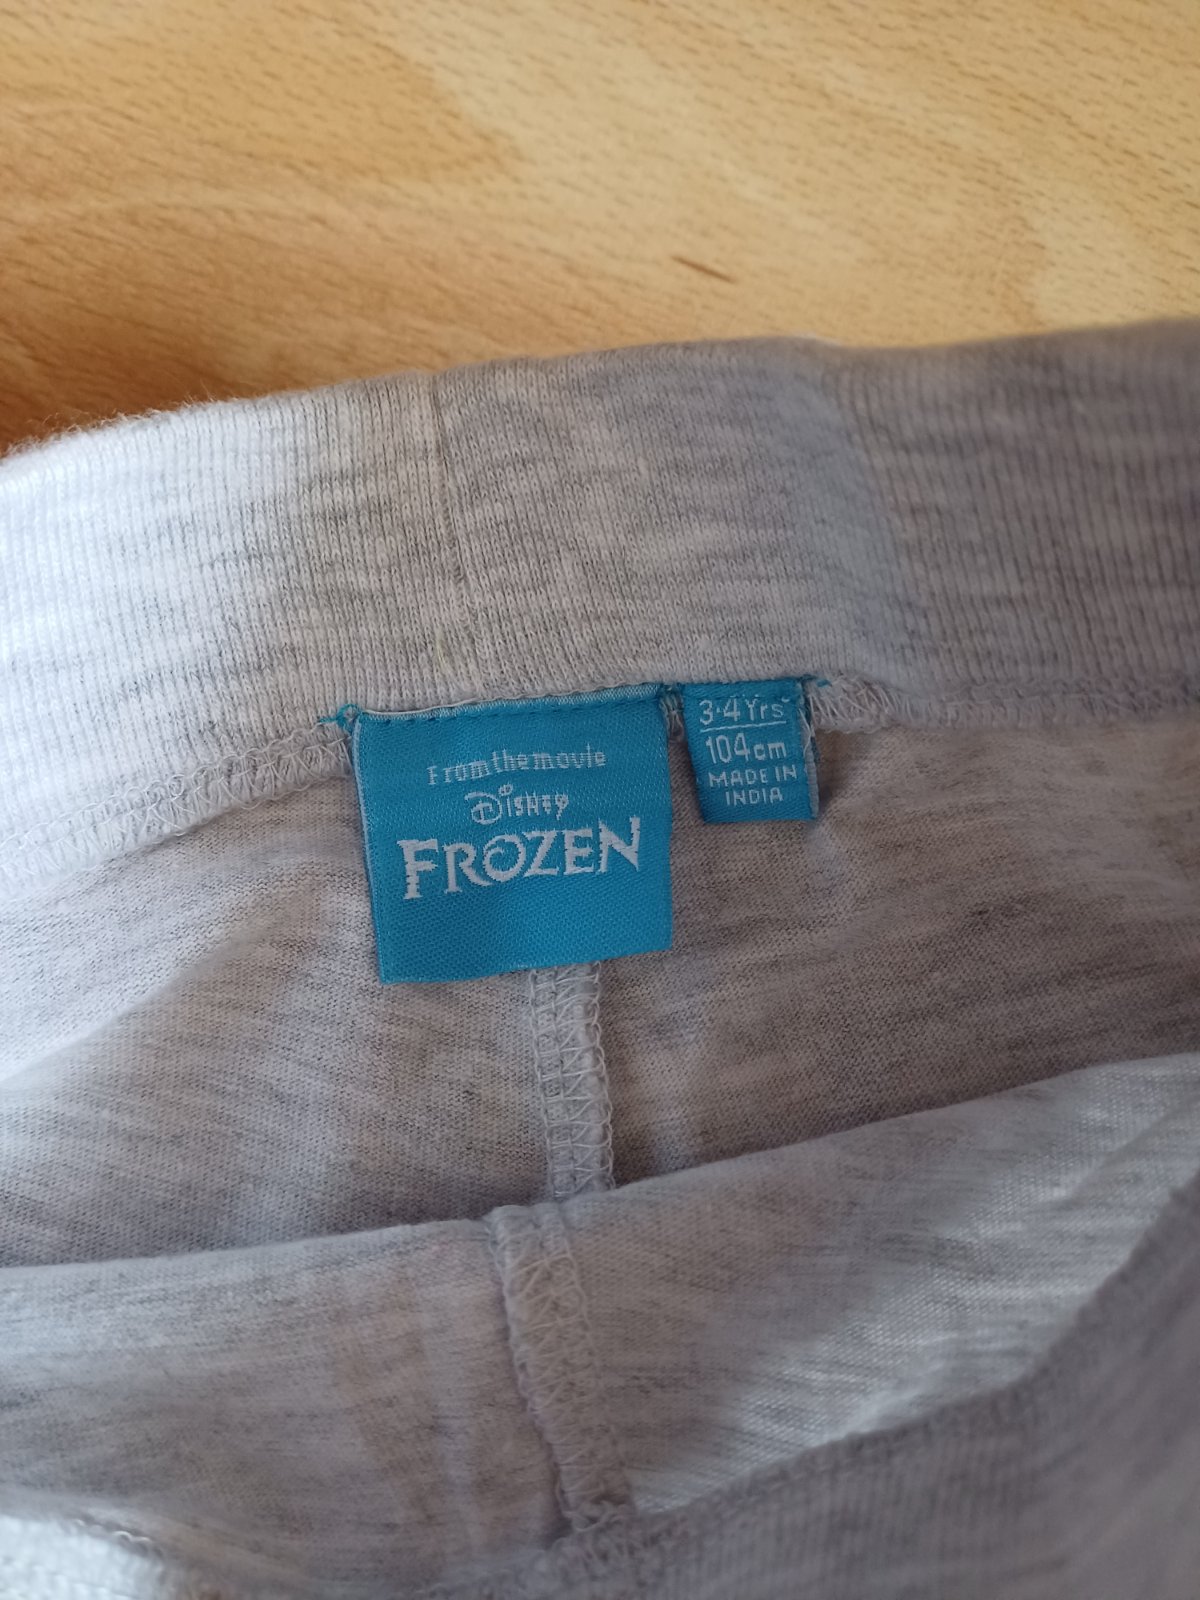 From the movie
Disney
FROZEN
3-4 Yrs
104cm
MADE IN
INDIA